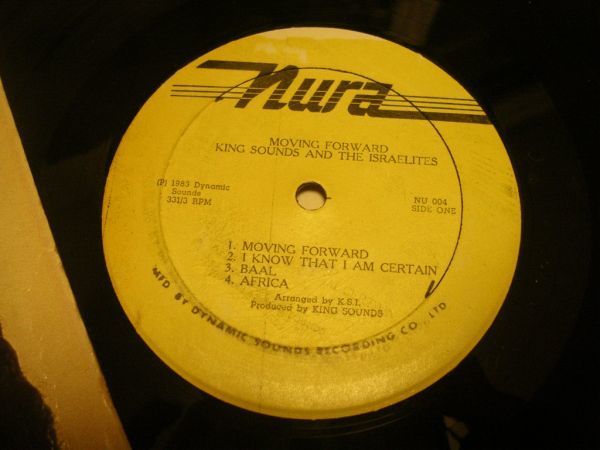 Nura
MOVING FORWARD
KING SOUNDS AND THE ISRAELITES
(P) 1983 Dynamic
Sounds
331/3 RPM
NU 004
SIDE ONE
1. MOVING FORWARD
2. I KNOW THAT I AM CERTAIN
3. BAAL
4. AFRICA
Arranged by K.S.I.
Produced by KING SOUNDS
MFD BY DYNAMIC SOUNDS RECORDING CO. LTD